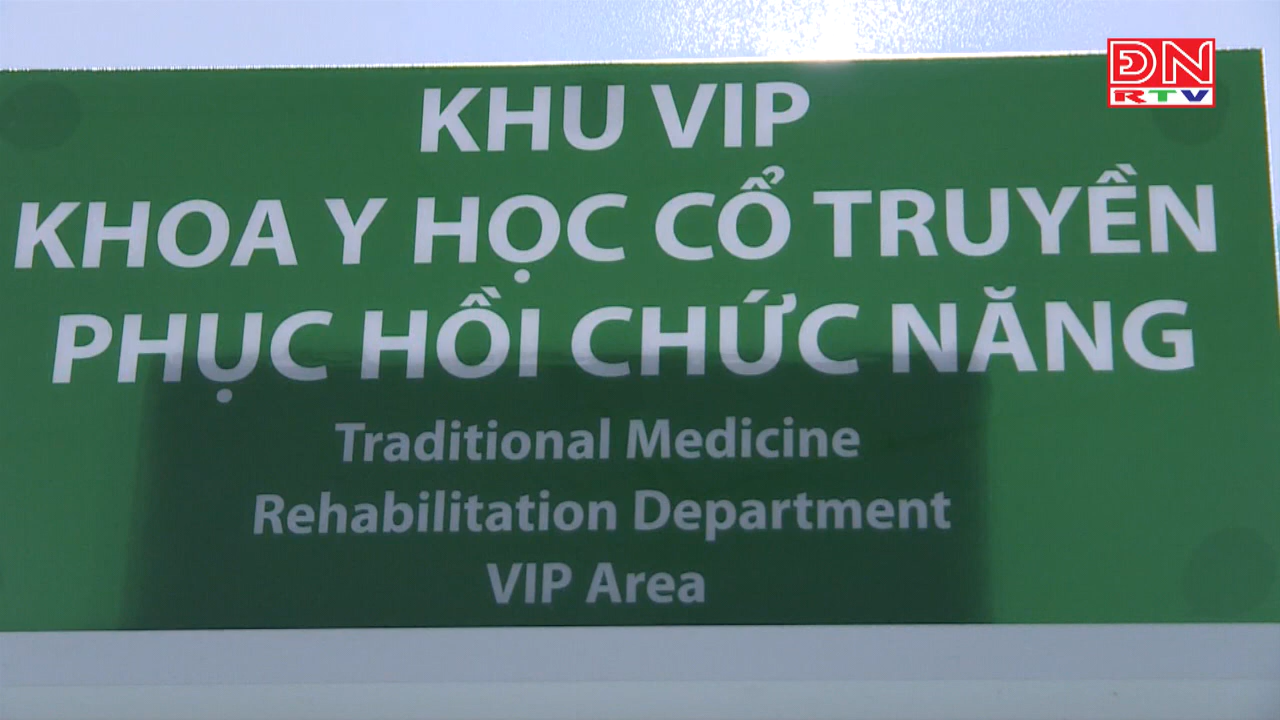 ĐN
RTV
KHU VIP
KHOA Y HỌC CỔ TRUYỀN
PHỤC HỒI CHỨC NĂNG
Traditional Medicine
Rehabilitation Department
VIP Area